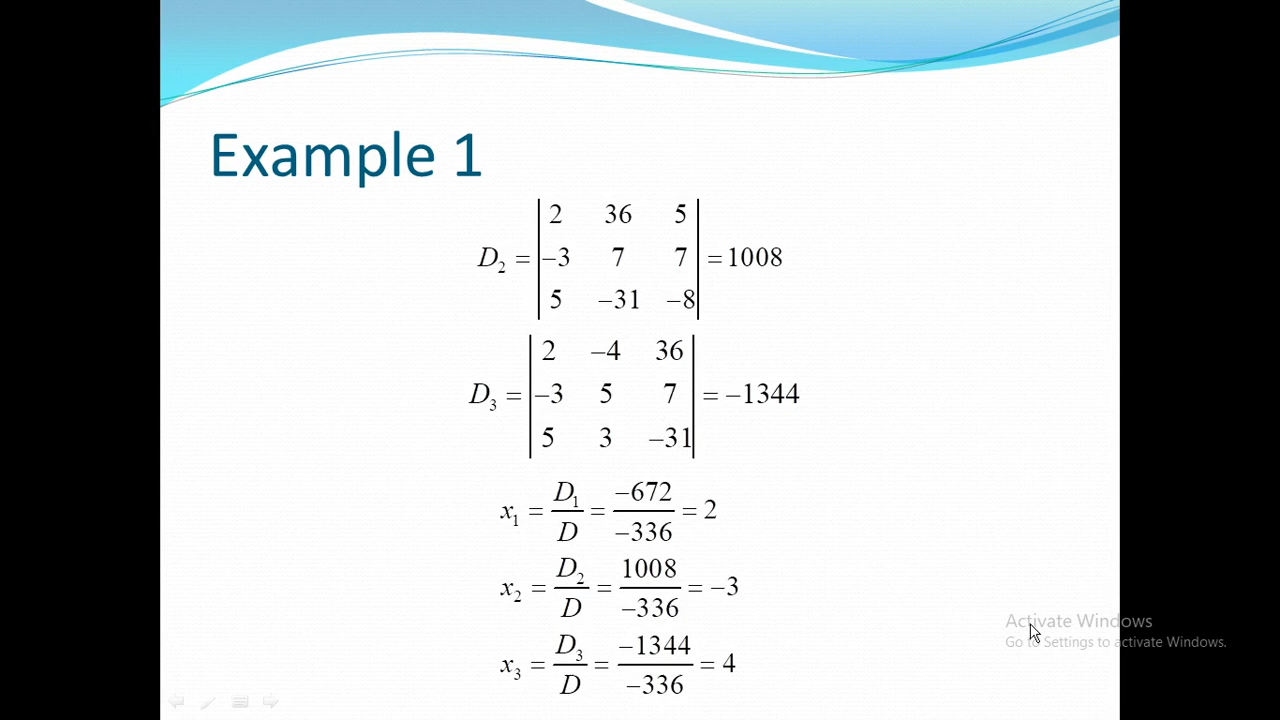 Example 1
D₂ = | 2 36 5 |
| −3 7 7 | = 1008
| 5 −31 −8 |
D₃ = | 2 −4 36 |
| −3 5 7 | = −1344
| 5 3 −31 |
x₁ = D₁/D = −672/−336 = 2
x₂ = D₂/D = 1008/−336 = −3
x₃ = D₃/D = −1344/−336 = 4
Activate Windows
Go to Settings to activate Windows.